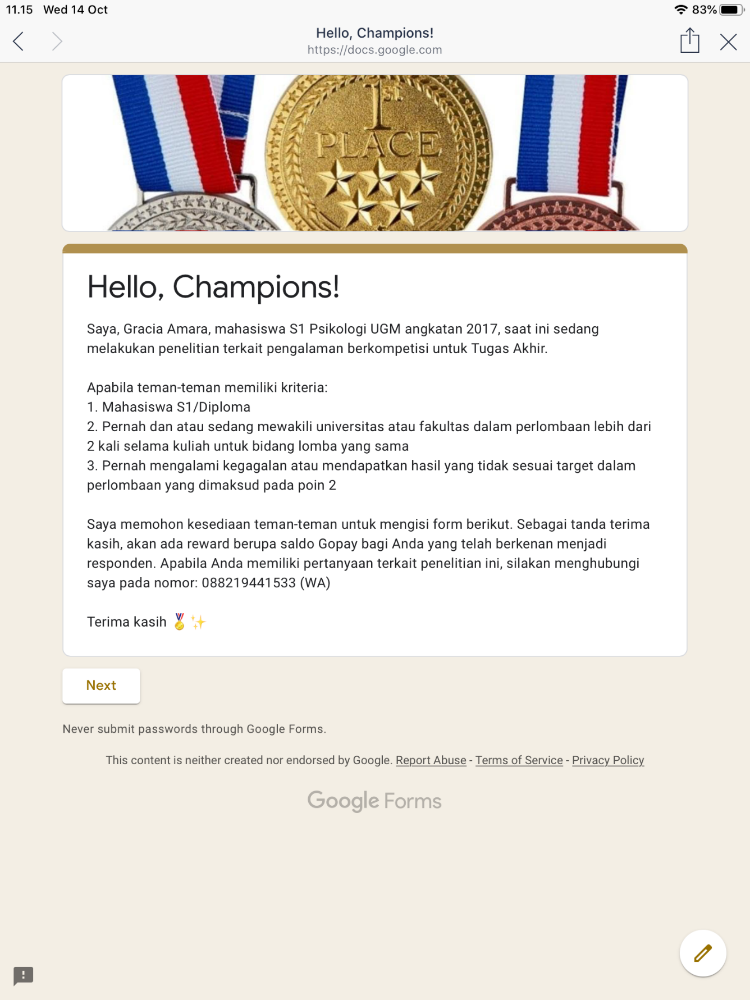 11.15 Wed 14 Oct
83%
Hello, Champions!
https://docs.google.com
1st
PLACE
Hello, Champions!
Saya, Gracia Amara, mahasiswa S1 Psikologi UGM angkatan 2017, saat ini sedang
melakukan penelitian terkait pengalaman berkompetisi untuk Tugas Akhir.
Apabila teman-teman memiliki kriteria:
1. Mahasiswa S1/Diploma
2. Pernah dan atau sedang mewakili universitas atau fakultas dalam perlombaan lebih dari
2 kali selama kuliah untuk bidang lomba yang sama
3. Pernah mengalami kegagalan atau mendapatkan hasil yang tidak sesuai target dalam
perlombaan yang dimaksud pada poin 2
Saya memohon kesediaan teman-teman untuk mengisi form berikut. Sebagai tanda terima
kasih, akan ada reward berupa saldo Gopay bagi Anda yang telah berkenan menjadi
responden. Apabila Anda memiliki pertanyaan terkait penelitian ini, silakan menghubungi
saya pada nomor: 088219441533 (WA)
Terima kasih 🏅✨
Next
Never submit passwords through Google Forms.
This content is neither created nor endorsed by Google. Report Abuse - Terms of Service - Privacy Policy
Google Forms